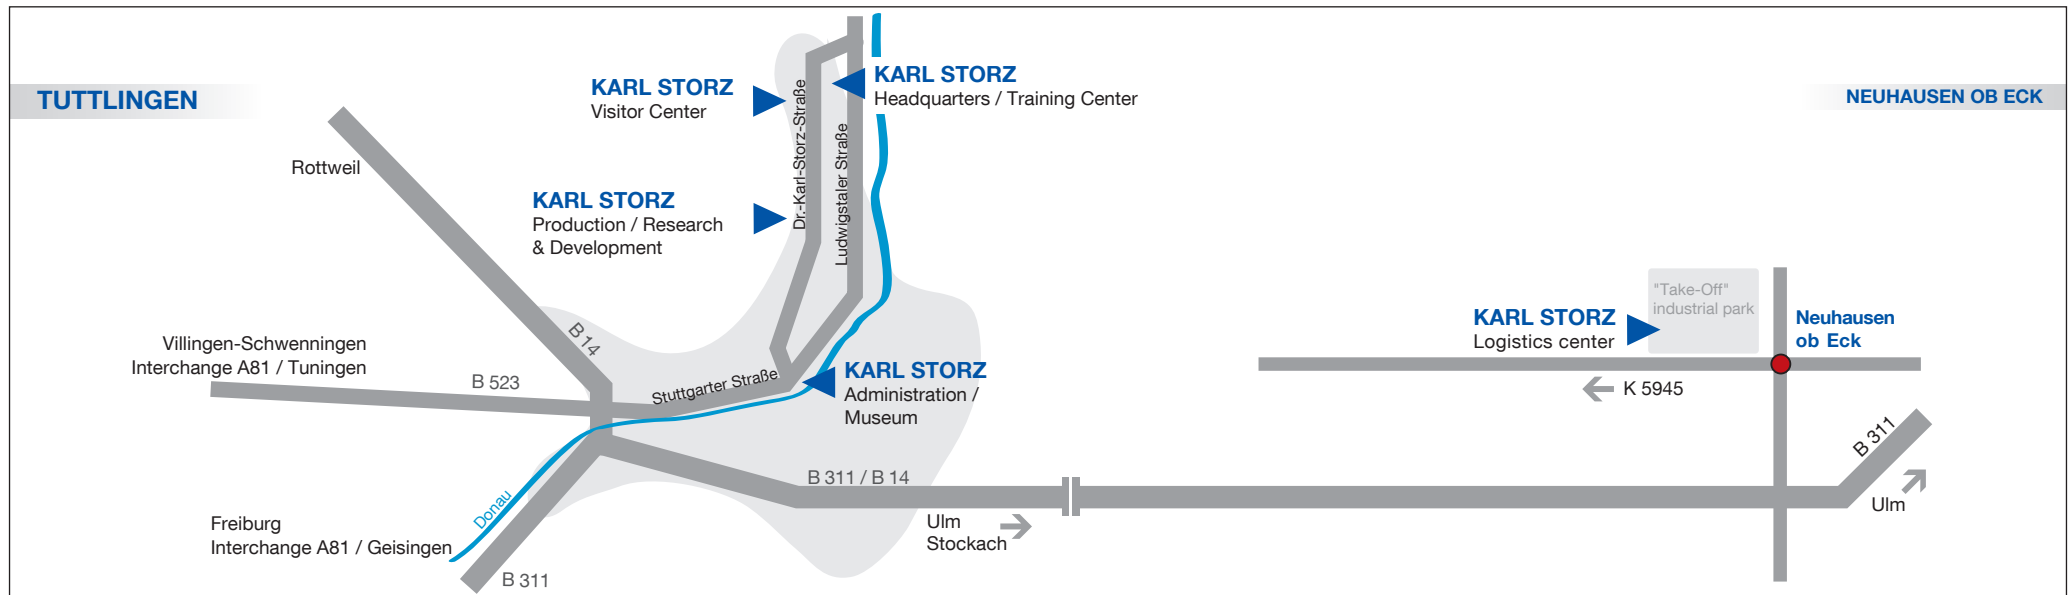 TUTTLINGEN
NEUHAUSEN OB ECK
KARL STORZ
Visitor Center
KARL STORZ
Headquarters / Training Center
Rottweil
Dr.-Karl-Storz-Straße
Ludwigstaler Straße
KARL STORZ
Production / Research
& Development
"Take-Off"
industrial park
KARL STORZ
Logistics center
Neuhausen
ob Eck
B 14
Villingen-Schwenningen
Interchange A81 / Tuningen
B 523
Stuttgarter Straße
KARL STORZ
Administration /
Museum
K 5945
B 311
Ulm
B 311 / B 14
Donau
Freiburg
Interchange A81 / Geisingen
Ulm
Stockach
B 311